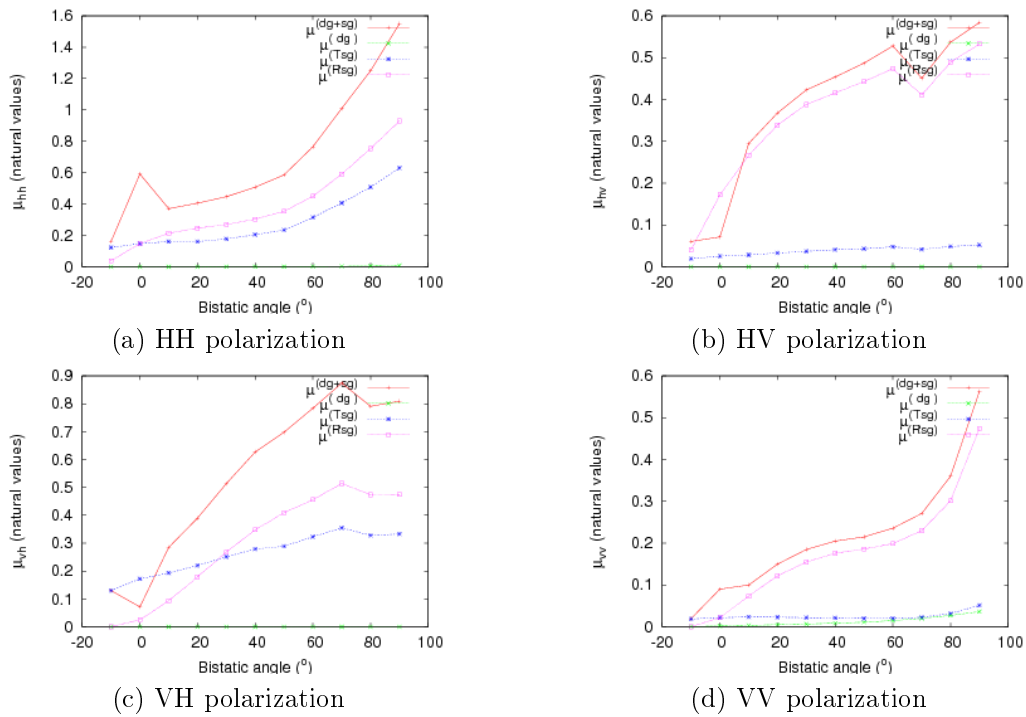 1.6
1.4
1.2
1
0.8
0.6
0.4
0.2
0
μhh (natural values)
μ(dg+sg)
μ( dg )
μ(Tsg)
μ(Rsg)
-20 0 20 40 60 80 100
Bistatic angle (o)
(a) HH polarization
0.6
0.5
0.4
0.3
0.2
0.1
0
μhv (natural values)
μ(dg+sg)
μ( dg )
μ(Tsg)
μ(Rsg)
-20 0 20 40 60 80 100
Bistatic angle (o)
(b) HV polarization
0.9
0.8
0.7
0.6
0.5
0.4
0.3
0.2
0.1
0
μvh (natural values)
μ(dg+sg)
μ( dg )
μ(Tsg)
μ(Rsg)
-20 0 20 40 60 80 100
Bistatic angle (o)
(c) VH polarization
0.6
0.5
0.4
0.3
0.2
0.1
0
μvv (natural values)
μ(dg+sg)
μ( dg )
μ(Tsg)
μ(Rsg)
-20 0 20 40 60 80 100
Bistatic angle (o)
(d) VV polarization